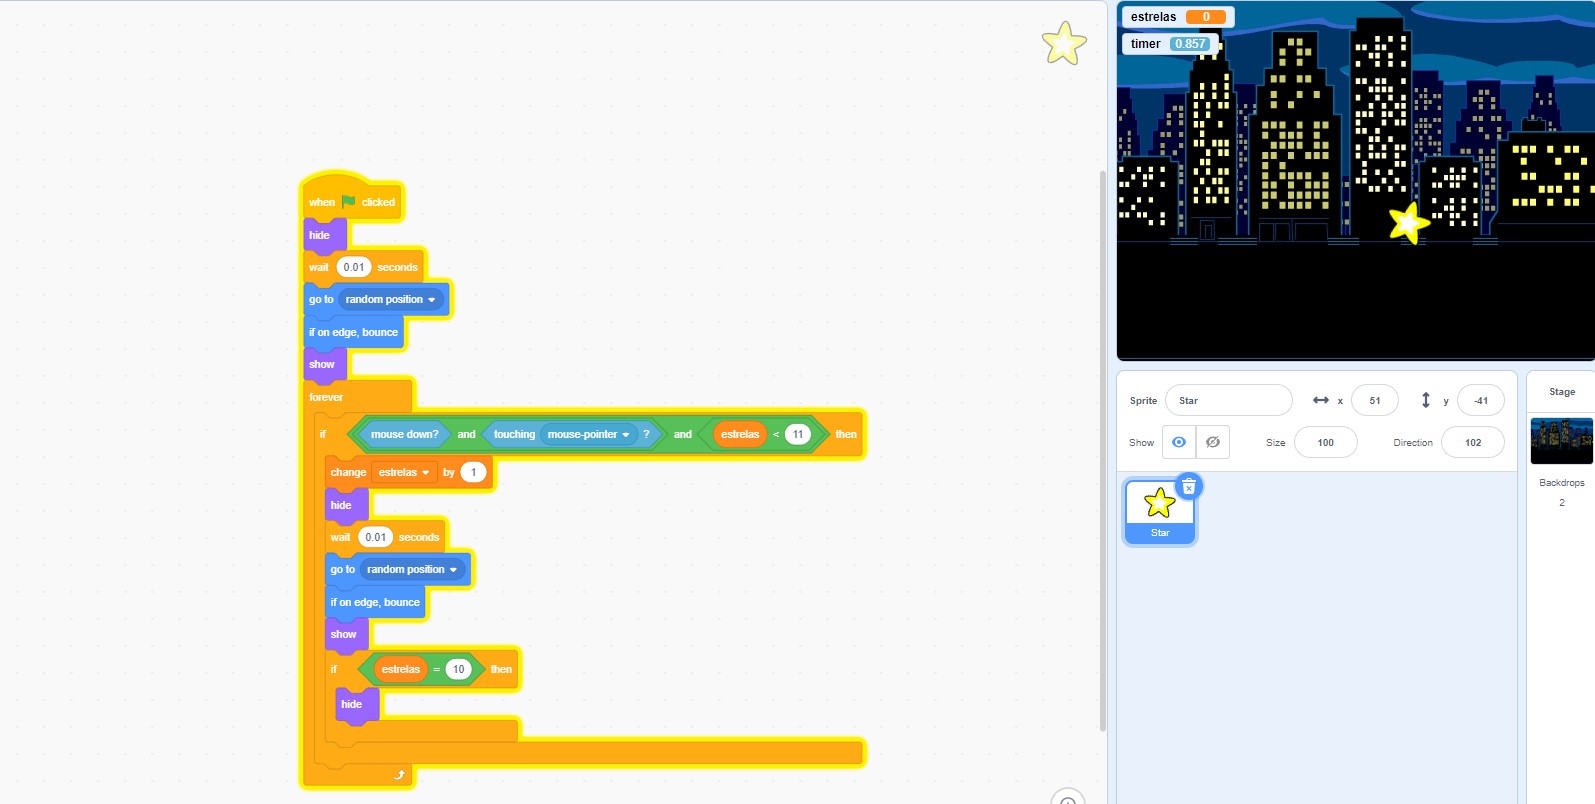 when clicked
hide
wait 0.01 seconds
go to random position
if on edge, bounce
show
forever
if mouse down? and touching mouse-pointer ? and estrelas < 11 then
change estrelas by 1
hide
wait 0.01 seconds
go to random position
if on edge, bounce
show
if estrelas = 10 then
hide
estrelas 0
timer 0.857
Sprite Star x 51 y -41
Show Size 100 Direction 102
Star
Stage
Backdrops
2